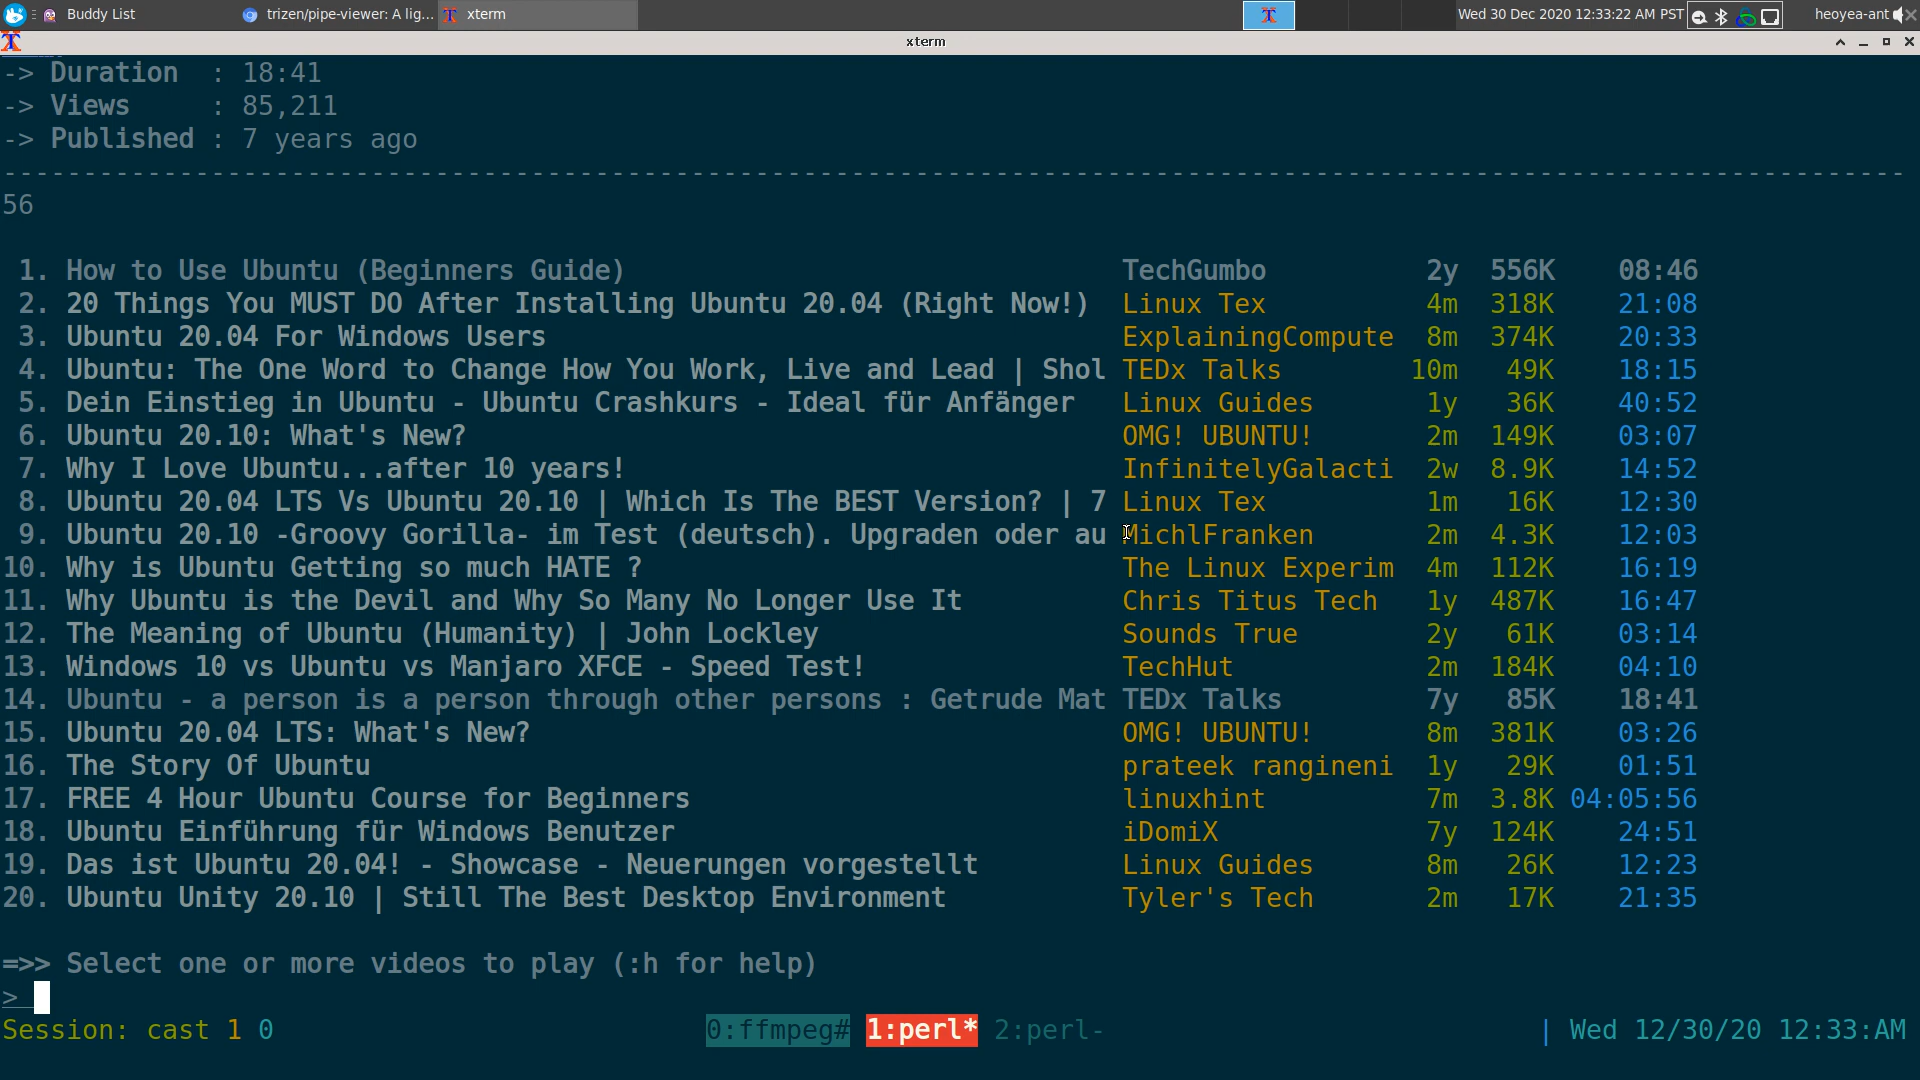 Buddy List trizen/pipe-viewer: A lig... xterm Wed 30 Dec 2020 12:33:22 AM PST heoyea-ant
xterm
-> Duration : 18:41
-> Views : 85,211
-> Published : 7 years ago
-----------------------------------------------------------------------------------------------------------------------
56
1. How to Use Ubuntu (Beginners Guide) TechGumbo 2y 556K 08:46
2. 20 Things You MUST DO After Installing Ubuntu 20.04 (Right Now!) Linux Tex 4m 318K 21:08
3. Ubuntu 20.04 For Windows Users ExplainingCompute 8m 374K 20:33
4. Ubuntu: The One Word to Change How You Work, Live and Lead | Shol TEDx Talks 10m 49K 18:15
5. Dein Einstieg in Ubuntu - Ubuntu Crashkurs - Ideal für Anfänger Linux Guides 1y 36K 40:52
6. Ubuntu 20.10: What's New? OMG! UBUNTU! 2m 149K 03:07
7. Why I Love Ubuntu...after 10 years! InfinitelyGalacti 2w 8.9K 14:52
8. Ubuntu 20.04 LTS Vs Ubuntu 20.10 | Which Is The BEST Version? | 7 Linux Tex 1m 16K 12:30
9. Ubuntu 20.10 -Groovy Gorilla- im Test (deutsch). Upgraden oder au MichlFranken 2m 4.3K 12:03
10. Why is Ubuntu Getting so much HATE ? The Linux Experim 4m 112K 16:19
11. Why Ubuntu is the Devil and Why So Many No Longer Use It Chris Titus Tech 1y 487K 16:47
12. The Meaning of Ubuntu (Humanity) | John Lockley Sounds True 2y 61K 03:14
13. Windows 10 vs Ubuntu vs Manjaro XFCE - Speed Test! TechHut 2m 184K 04:10
14. Ubuntu - a person is a person through other persons : Getrude Mat TEDx Talks 7y 85K 18:41
15. Ubuntu 20.04 LTS: What's New? OMG! UBUNTU! 8m 381K 03:26
16. The Story Of Ubuntu prateek rangineni 1y 29K 01:51
17. FREE 4 Hour Ubuntu Course for Beginners linuxhint 7m 3.8K 04:05:56
18. Ubuntu Einführung für Windows Benutzer iDomiX 7y 124K 24:51
19. Das ist Ubuntu 20.04! - Showcase - Neuerungen vorgestellt Linux Guides 8m 26K 12:23
20. Ubuntu Unity 20.10 | Still The Best Desktop Environment Tyler's Tech 2m 17K 21:35
=>> Select one or more videos to play (:h for help)
>
Session: cast 1 0 0:ffmpeg# 1:perl* 2:perl- | Wed 12/30/20 12:33:AM